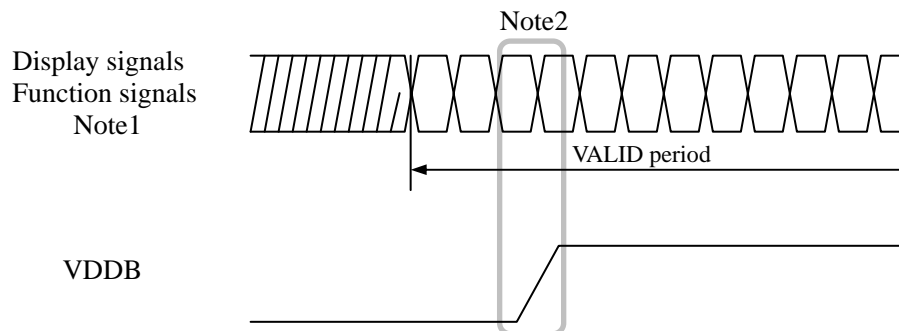 Note2
Display signals
Function signals
Note1
VALID period
VDDB